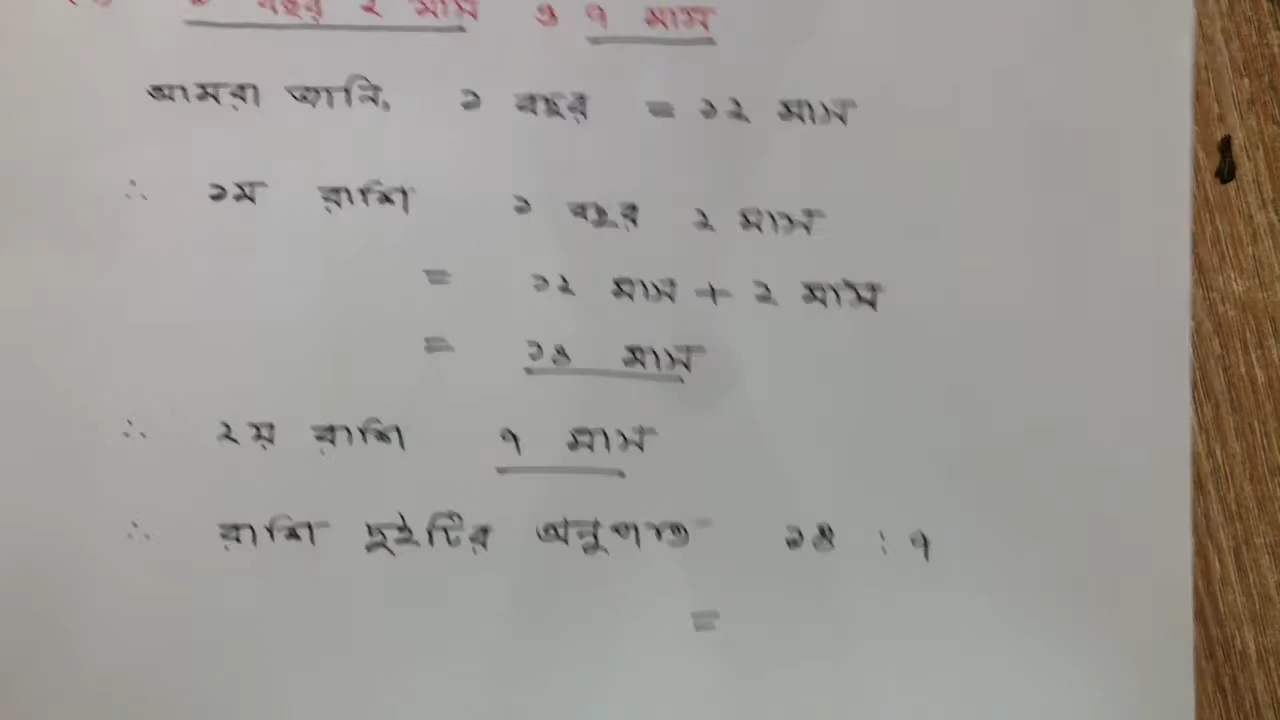 ১ বছর ২ মাস ও ৭ মাস
আমরা জানি, ১ বছর = ১২ মাস
∴ ১ম রাশি ১ বছর ২ মাস
= ১২ মাস + ২ মাস
= ১৪ মাস
∴ ২য় রাশি ৭ মাস
∴ রাশি দুইটির অনুপাত ১৪ : ৭
=